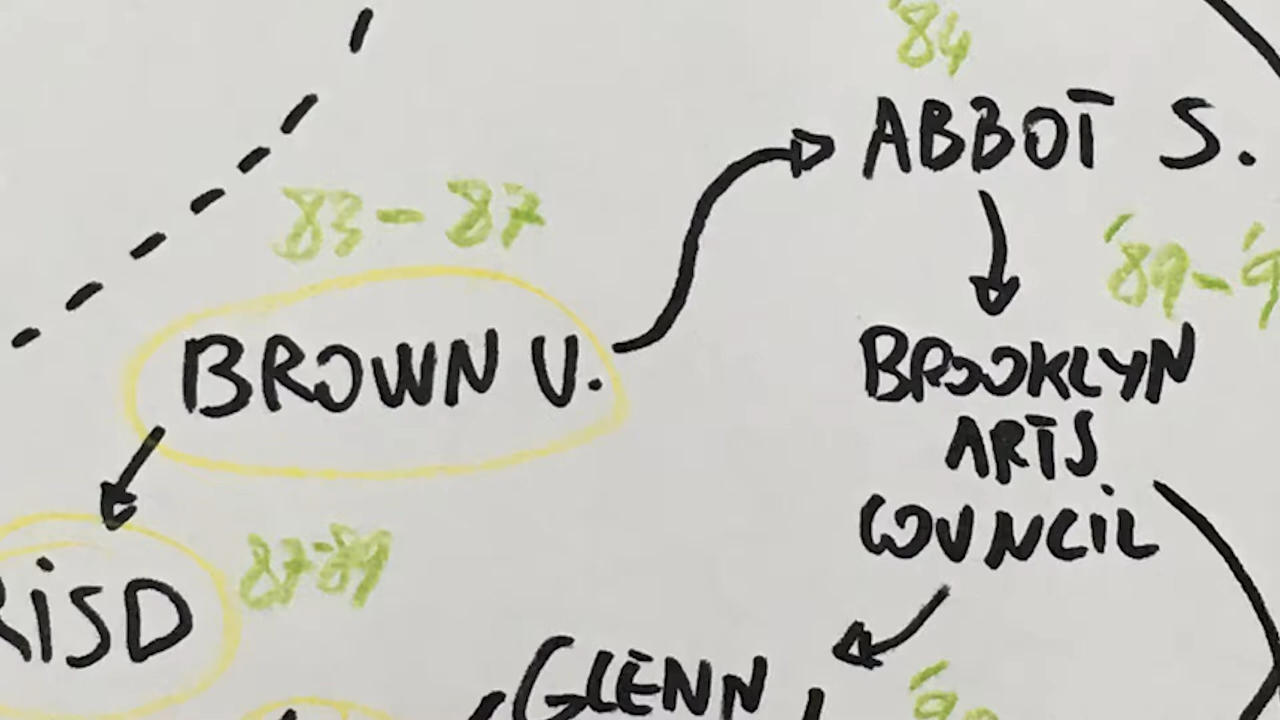 '84
ABBOT S.
83-87
'89-'9
BROWN U.
BROOKLYN
ARTS
COUNCIL
87-89
RISD
GLENN